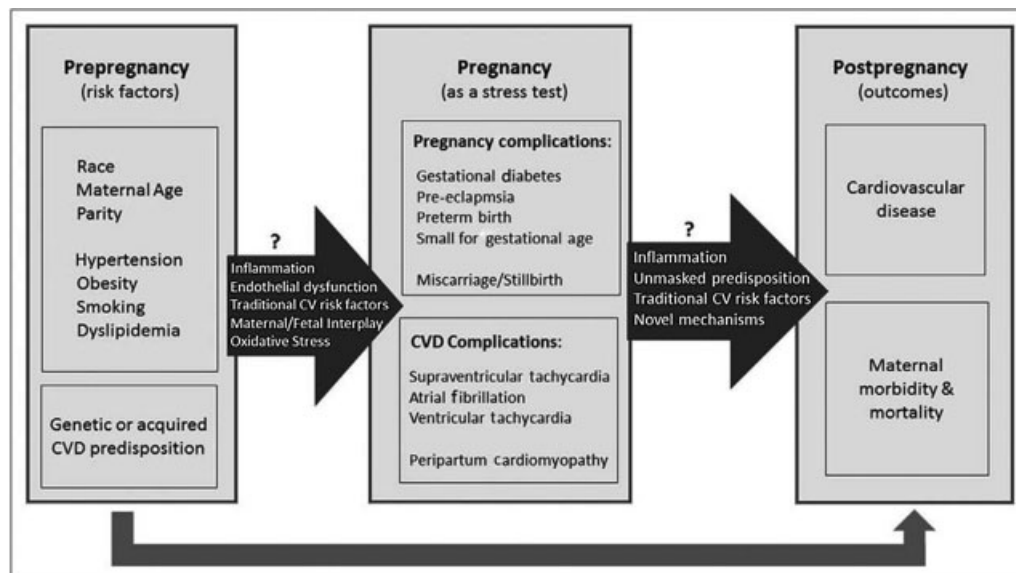 Prepregnancy
(risk factors)
Race
Maternal Age
Parity
Hypertension
Obesity
Smoking
Dyslipidemia
Genetic or acquired
CVD predisposition
?
Inflammation
Endothelial dysfunction
Traditional CV risk factors
Maternal/Fetal Interplay
Oxidative Stress
Pregnancy
(as a stress test)
Pregnancy complications:
Gestational diabetes
Pre-eclapmsia
Preterm birth
Small for gestational age
Miscarriage/Stillbirth
CVD Complications:
Supraventricular tachycardia
Atrial fibrillation
Ventricular tachycardia
Peripartum cardiomyopathy
?
Inflammation
Unmasked predisposition
Traditional CV risk factors
Novel mechanisms
Postpregnancy
(outcomes)
Cardiovascular
disease
Maternal
morbidity &
mortality